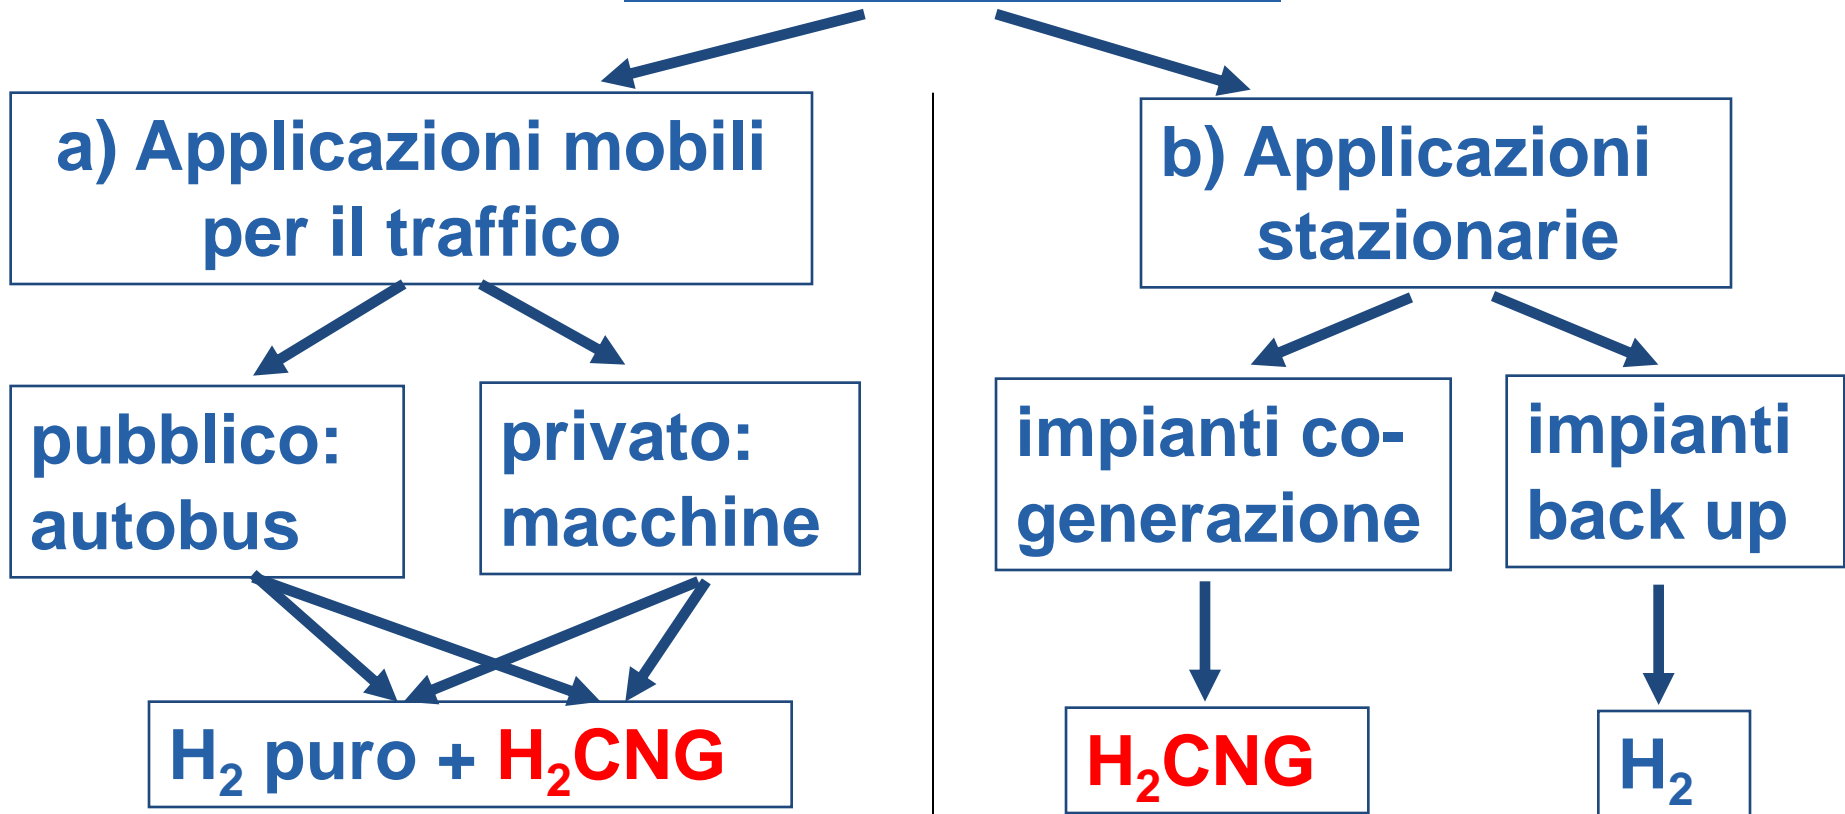 a) Applicazioni mobili
per il traffico
b) Applicazioni
stazionarie
pubblico:
autobus
privato:
macchine
impianti co-
generazione
impianti
back up
H₂ puro + H₂CNG
H₂CNG
H₂